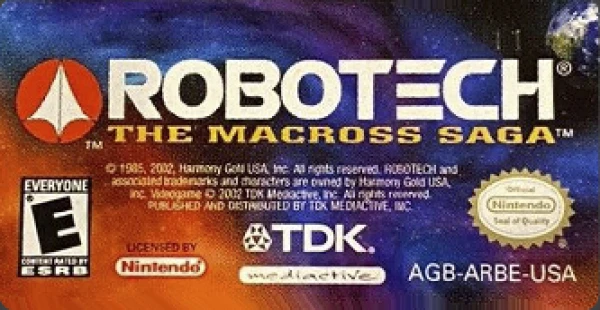 ROBOTECH®
™ THE MACROSS SAGA™
© 1985, 2002, Harmony Gold USA, Inc. All rights reserved. ROBOTECH and
associated trademarks and characters are owned by Harmony Gold USA,
Inc. Videogame © 2002 TDK Mediactive, Inc. All rights reserved.
PUBLISHED AND DISTRIBUTED BY TDK MEDIACTIVE, INC.
EVERYONE
E
CONTENT RATED BY
ESRB
LICENSED BY
Nintendo®
TDK®
mediactive
Official
Nintendo®
Seal of Quality
®
AGB-ARBE-USA